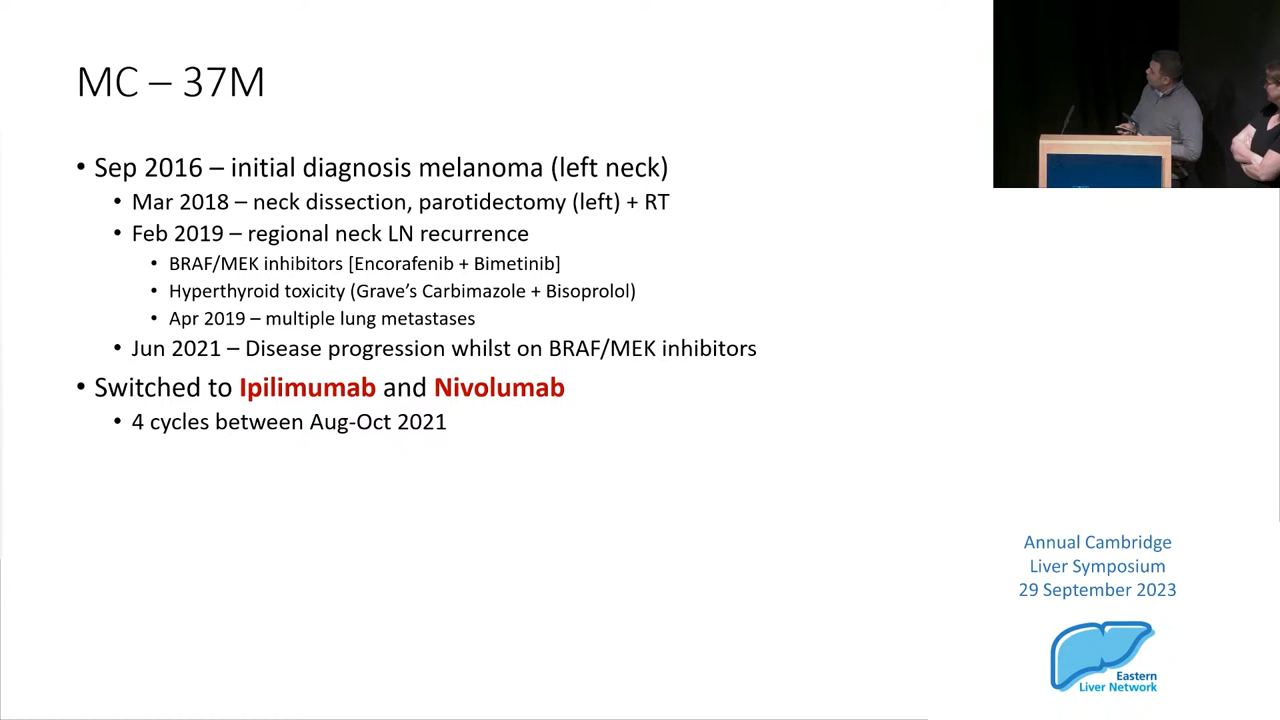 MC – 37M
• Sep 2016 – initial diagnosis melanoma (left neck)
• Mar 2018 – neck dissection, parotidectomy (left) + RT
• Feb 2019 – regional neck LN recurrence
• BRAF/MEK inhibitors [Encorafenib + Bimetinib]
• Hyperthyroid toxicity (Grave's Carbimazole + Bisoprolol)
• Apr 2019 – multiple lung metastases
• Jun 2021 – Disease progression whilst on BRAF/MEK inhibitors
• Switched to Ipilimumab and Nivolumab
• 4 cycles between Aug-Oct 2021
Annual Cambridge
Liver Symposium
29 September 2023
Eastern
Liver Network